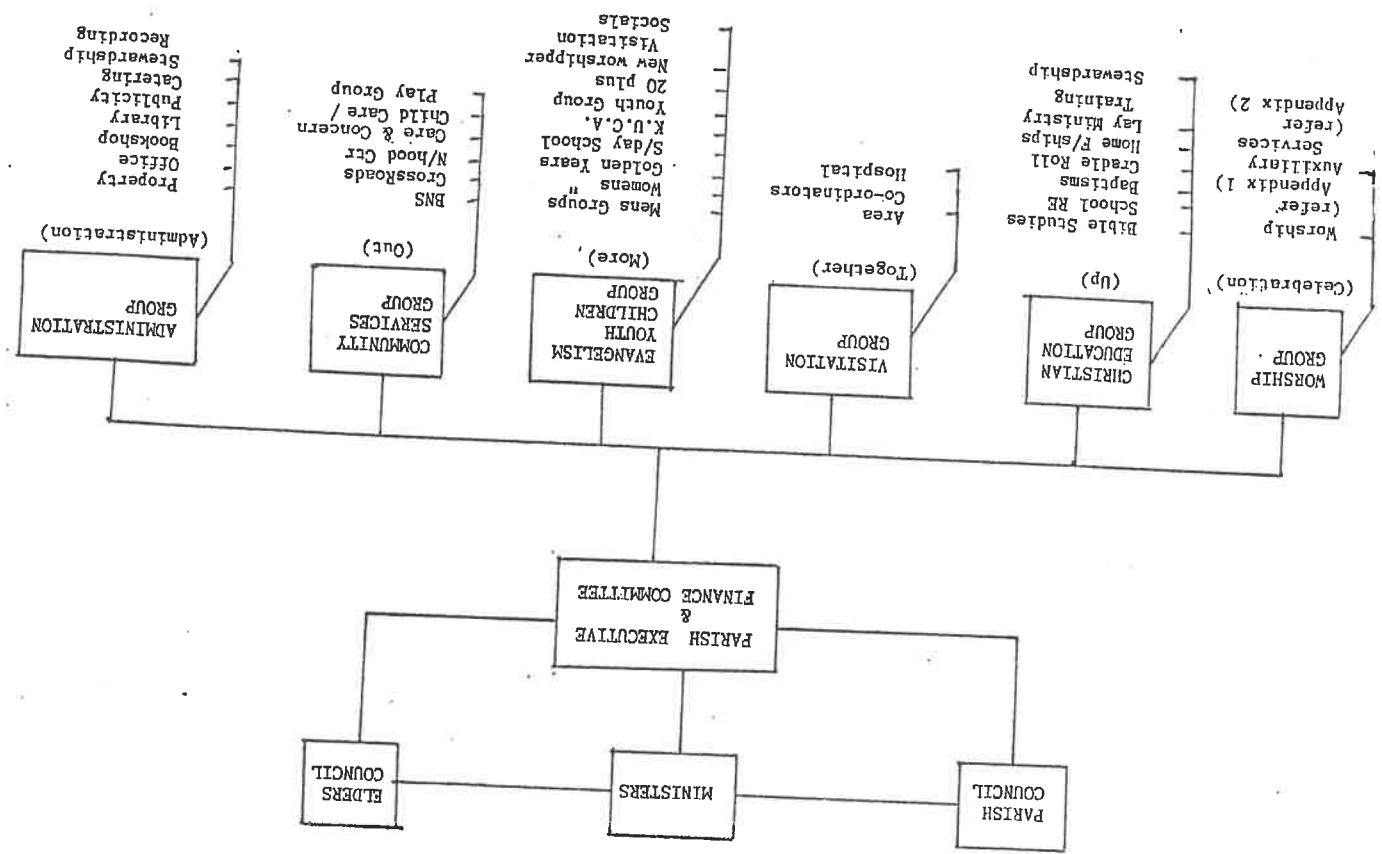 PARISH
COUNCIL
MINISTERS
ELDERS
COUNCIL
PARISH EXECUTIVE
&
FINANCE COMMITTEE
WORSHIP
GROUP
(Celebration)
Worship
(refer
Appendix 1)
Auxiliary
Services
(refer
Appendix 2)
CHRISTIAN
EDUCATION
GROUP
(Up)
Bible Studies
School RE
Baptisms
Cradle Roll
Home F/ships
Lay Ministry
Training
Stewardship
VISITATION
GROUP
(Together)
Area
Co-ordinators
Hospital
EVANGELISM
YOUTH
CHILDREN
GROUP
(More)
Mens Groups
Womens "
Golden Years
S/day School
K.U.C.A.
Youth Group
20 plus
New worshipper
Visitation
Socials
COMMUNITY
SERVICES
GROUP
(Out)
BNS
CrossRoads
N/hood Ctr
Care & Concern
Child Care /
Play Group
ADMINISTRATION
GROUP
(Administration)
Property
Office
Bookshop
Library
Publicity
Catering
Stewardship
Recording